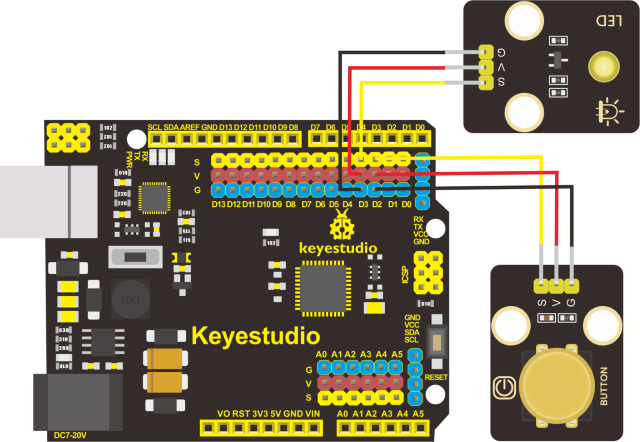 LED
G
V
S
SCL SDA AREF GND D13 D12 D11 D10 D9 D8
D7 D6 D5 D4 D3 D2 D1 D0
RX
TX
PWR
S
V
G
D13 D12 D11 D10 D9 D8 D7 D6 D5 D4 D3 D2 D1 D0
RX
TX
VCC
GND
keyestudio
ICSP
100
Keyestudio
GND
VCC
SDA
SCL
RESET
A0 A1 A2 A3 A4 A5
G
V
S
VO RST 3V3 5V GND VIN
A0 A1 A2 A3 A4 A5
DC7-20V
S V G
BUTTON